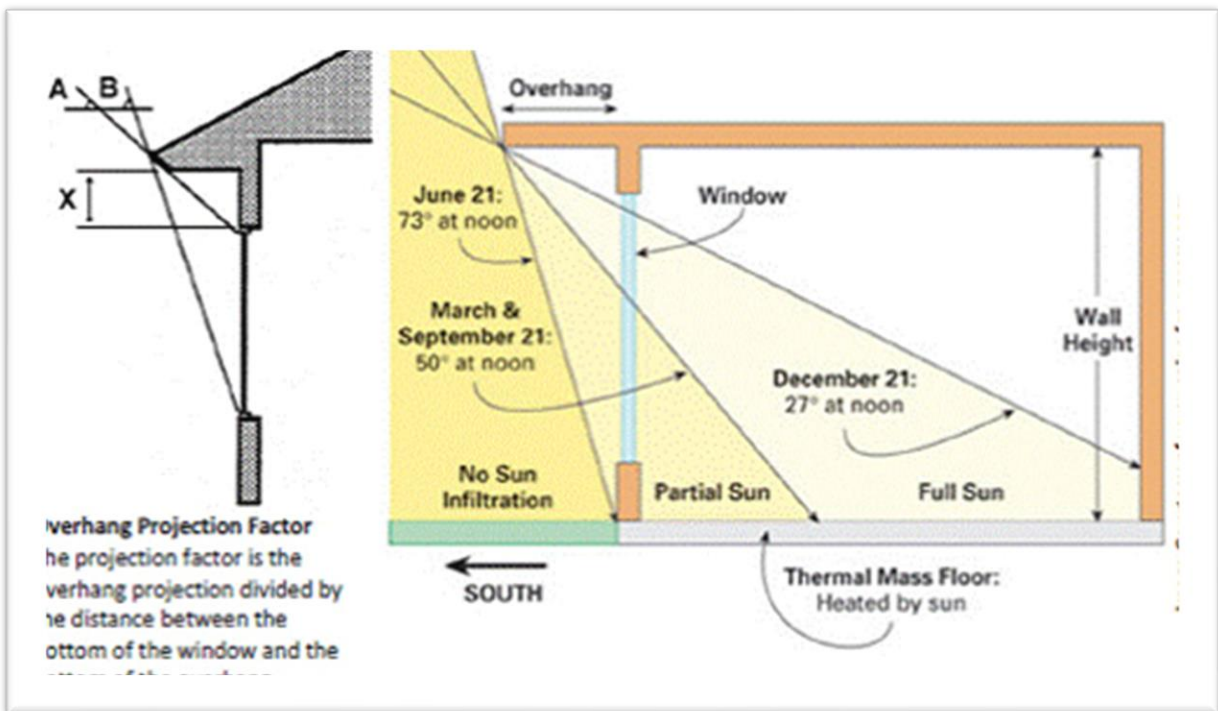 A B
X
verhang Projection Factor
he projection factor is the
verhang projection divided by
he distance between the
ottom of the window and the
Overhang
June 21:
73° at noon
Window
March &
September 21:
50° at noon
Wall
Height
December 21:
27° at noon
No Sun
Infiltration
Partial Sun
Full Sun
SOUTH
Thermal Mass Floor:
Heated by sun